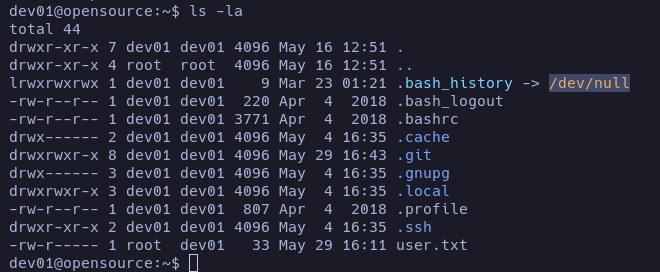 dev01@opensource:~$ ls -la
total 44
drwxr-xr-x 7 dev01 dev01 4096 May 16 12:51 .
drwxr-xr-x 4 root  root  4096 May 16 12:51 ..
lrwxrwxrwx 1 dev01 dev01    9 Mar 23 01:21 .bash_history -> /dev/null
-rw-r--r-- 1 dev01 dev01  220 Apr  4  2018 .bash_logout
-rw-r--r-- 1 dev01 dev01 3771 Apr  4  2018 .bashrc
drwx------ 2 dev01 dev01 4096 May  4 16:35 .cache
drwxrwxr-x 8 dev01 dev01 4096 May 29 16:43 .git
drwx------ 3 dev01 dev01 4096 May  4 16:35 .gnupg
drwxrwxr-x 3 dev01 dev01 4096 May  4 16:35 .local
-rw-r--r-- 1 dev01 dev01  807 Apr  4  2018 .profile
drwxr-xr-x 2 dev01 dev01 4096 May  4 16:35 .ssh
-rw-r----- 1 root  dev01   33 May 29 16:11 user.txt
dev01@opensource:~$